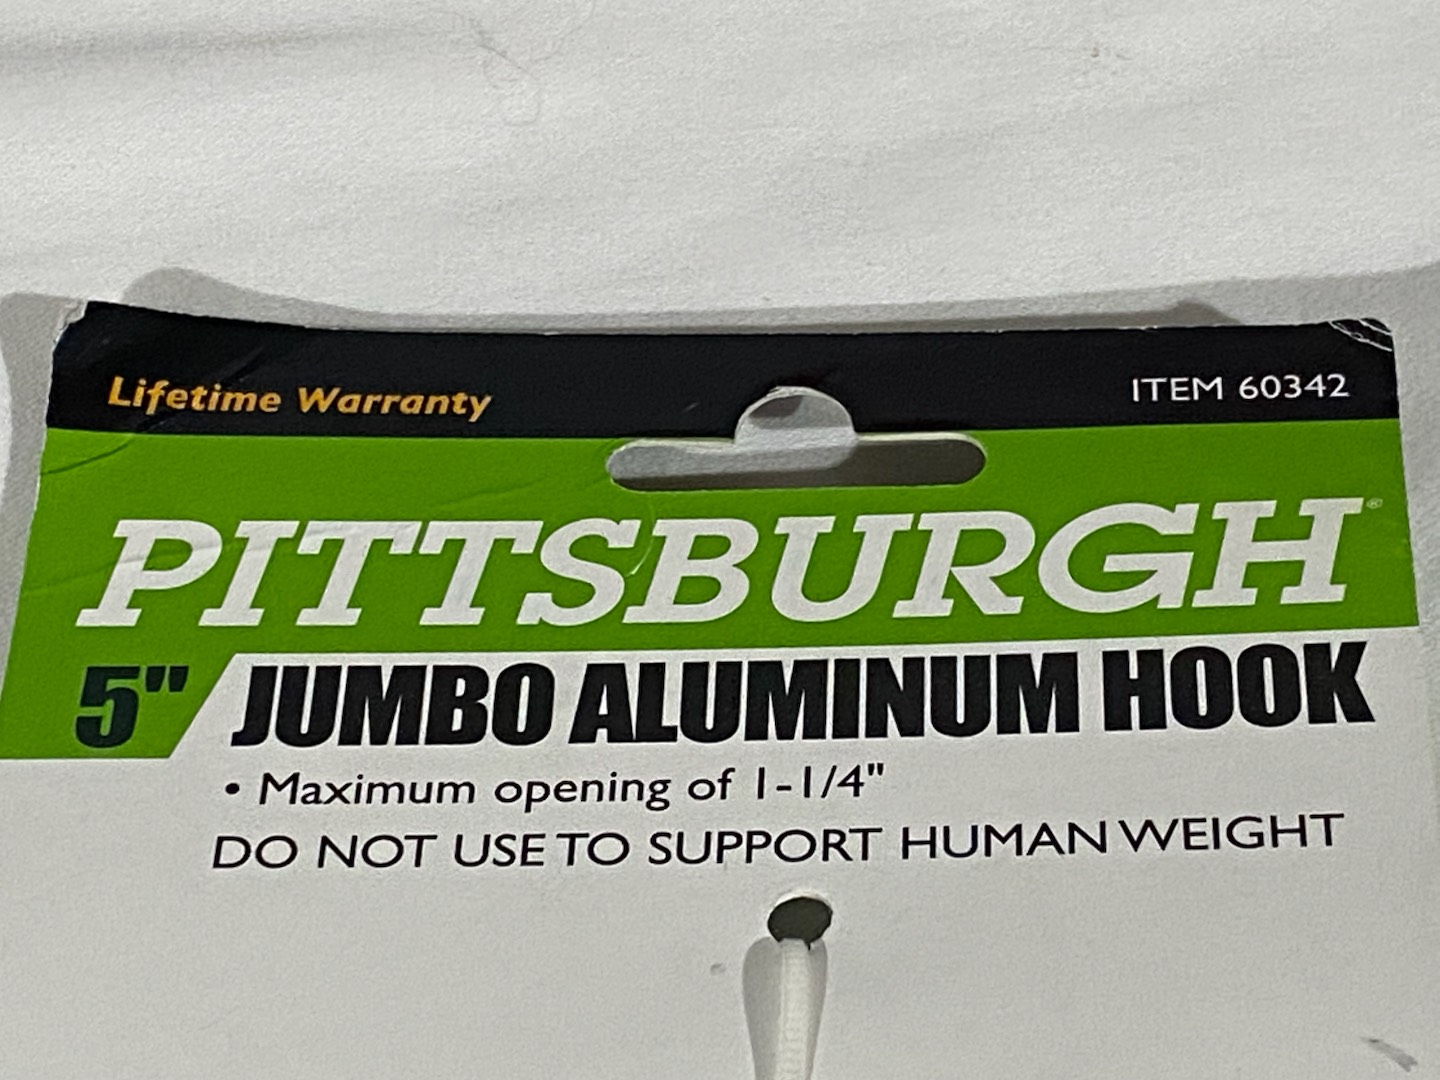 Lifetime Warranty
ITEM 60342
PITTSBURGH®
5" JUMBO ALUMINUM HOOK
• Maximum opening of 1-1/4"
DO NOT USE TO SUPPORT HUMAN WEIGHT